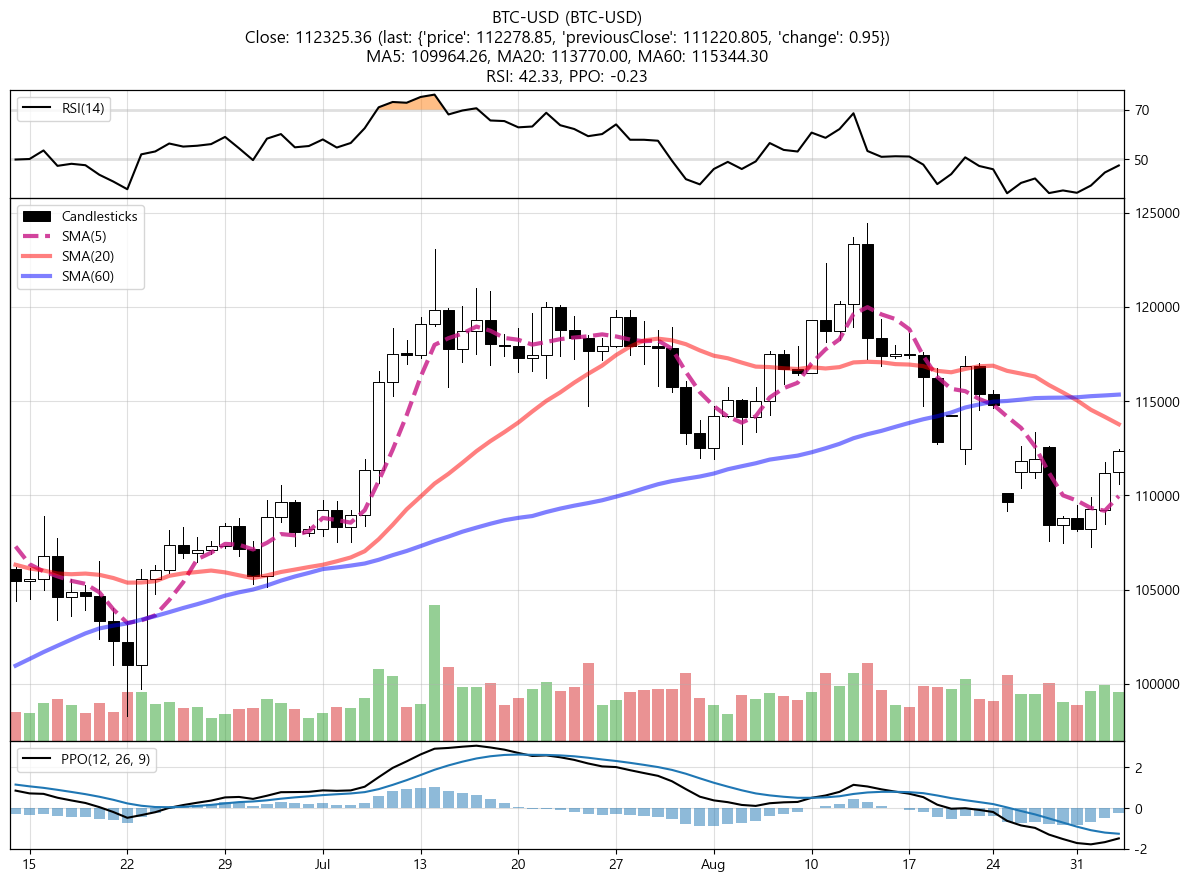 BTC-USD (BTC-USD)
Close: 112325.36 (last: {'price': 112278.85, 'previousClose': 111220.805, 'change': 0.95})
MA5: 109964.26, MA20: 113770.00, MA60: 115344.30
RSI: 42.33, PPO: -0.23
RSI(14)
70
50
Candlesticks
SMA(5)
SMA(20)
SMA(60)
125000
120000
115000
110000
105000
100000
PPO(12, 26, 9)
2
0
-2
15 22 29 Jul 13 20 27 Aug 10 17 24 31